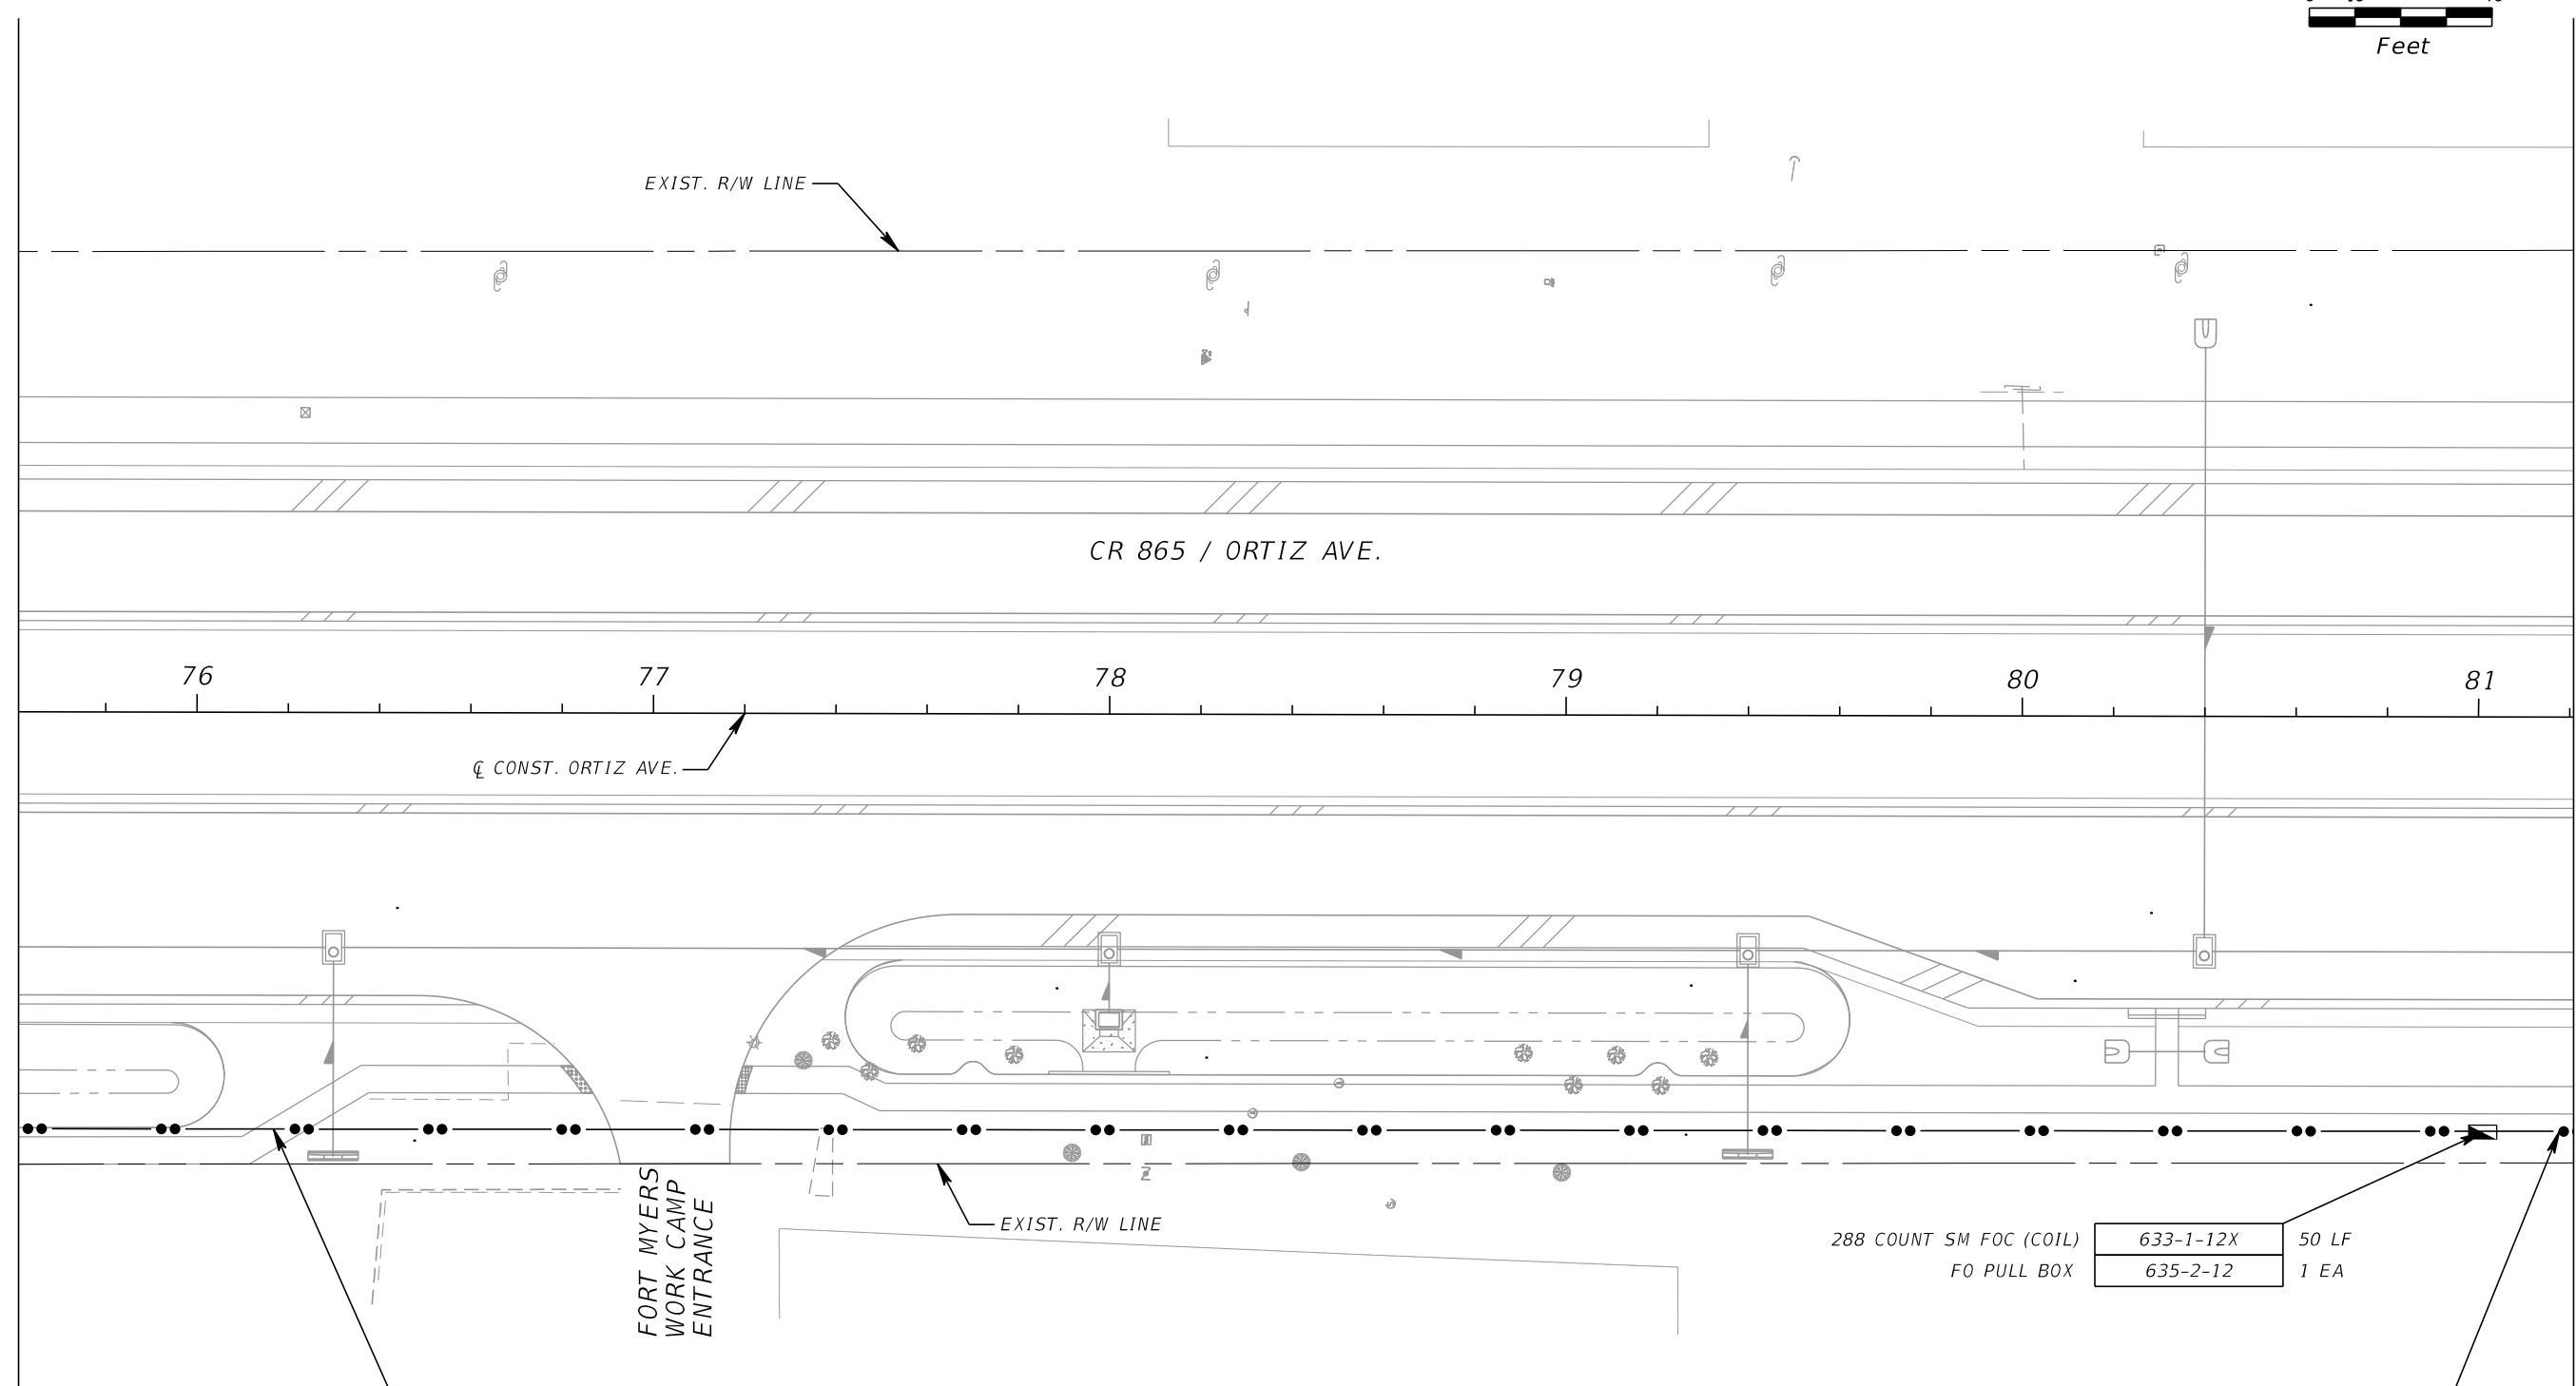 Feet
EXIST. R/W LINE
CR 865 / ORTIZ AVE.
76 77 78 79 80 81
℄ CONST. ORTIZ AVE.
FORT MYERS
WORK CAMP
ENTRANCE
EXIST. R/W LINE
288 COUNT SM FOC (COIL) 633-1-12X 50 LF
FO PULL BOX 635-2-12 1 EA